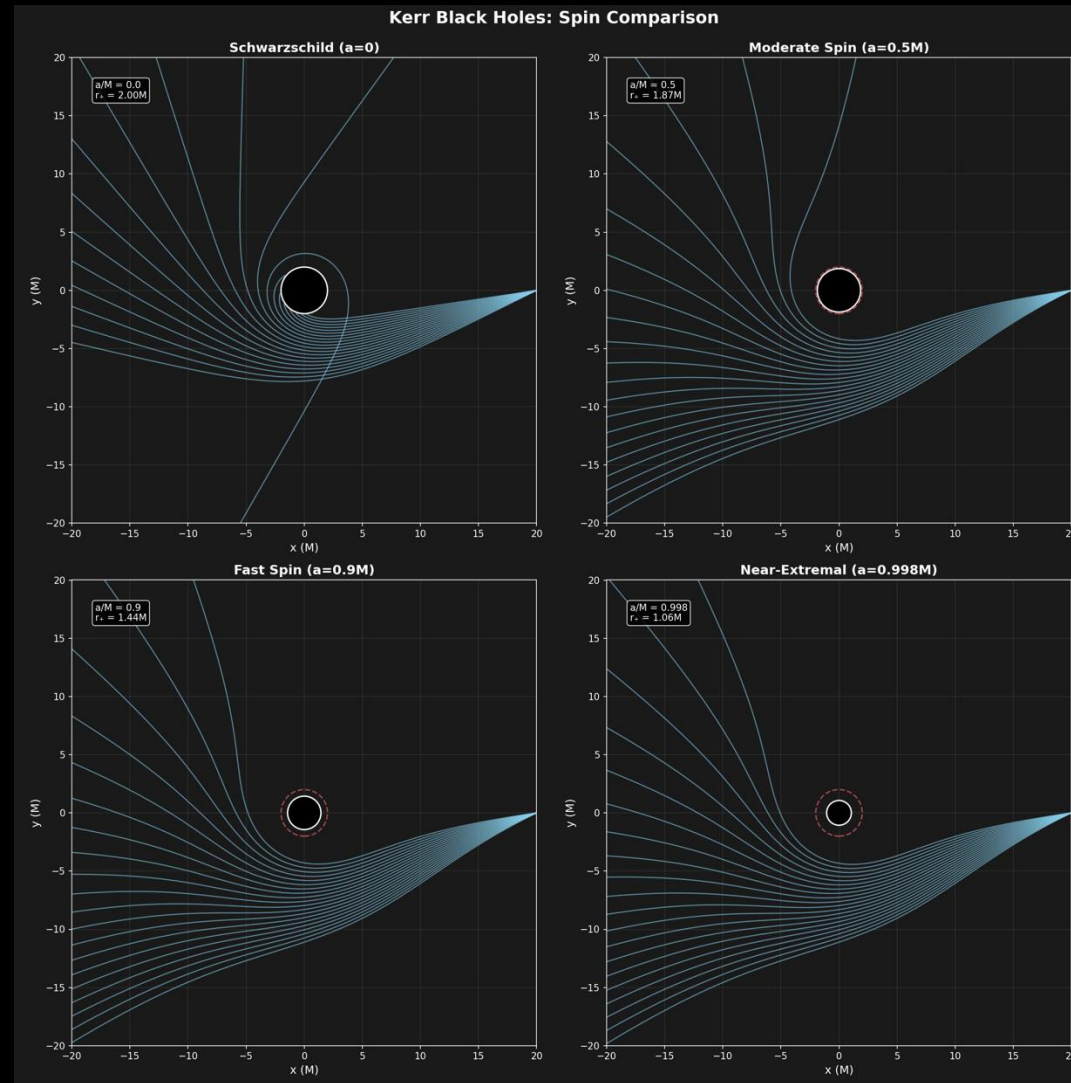 Kerr Black Holes: Spin Comparison
Schwarzschild (a=0)
a/M = 0.0
r₊ = 2.00M
20
15
10
5
0
−5
−10
−15
−20
y (M)
−20 −15 −10 −5 0 5 10 15 20
x (M)
Moderate Spin (a=0.5M)
a/M = 0.5
r₊ = 1.87M
20
15
10
5
0
−5
−10
−15
−20
y (M)
−20 −15 −10 −5 0 5 10 15 20
x (M)
Fast Spin (a=0.9M)
a/M = 0.9
r₊ = 1.44M
20
15
10
5
0
−5
−10
−15
−20
y (M)
−20 −15 −10 −5 0 5 10 15 20
x (M)
Near-Extremal (a=0.998M)
a/M = 0.998
r₊ = 1.06M
20
15
10
5
0
−5
−10
−15
−20
y (M)
−20 −15 −10 −5 0 5 10 15 20
x (M)